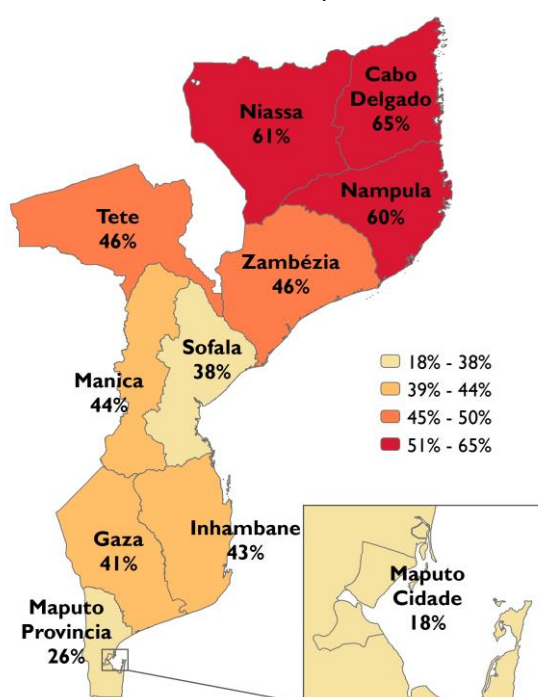 Cabo
Delgado
65%
Niassa
61%
Nampula
60%
Tete
46%
Zambézia
46%
Sofala
38%
Manica
44%
18% - 38%
39% - 44%
45% - 50%
51% - 65%
Inhambane
43%
Gaza
41%
Maputo
Provincia
26%
Maputo
Cidade
18%